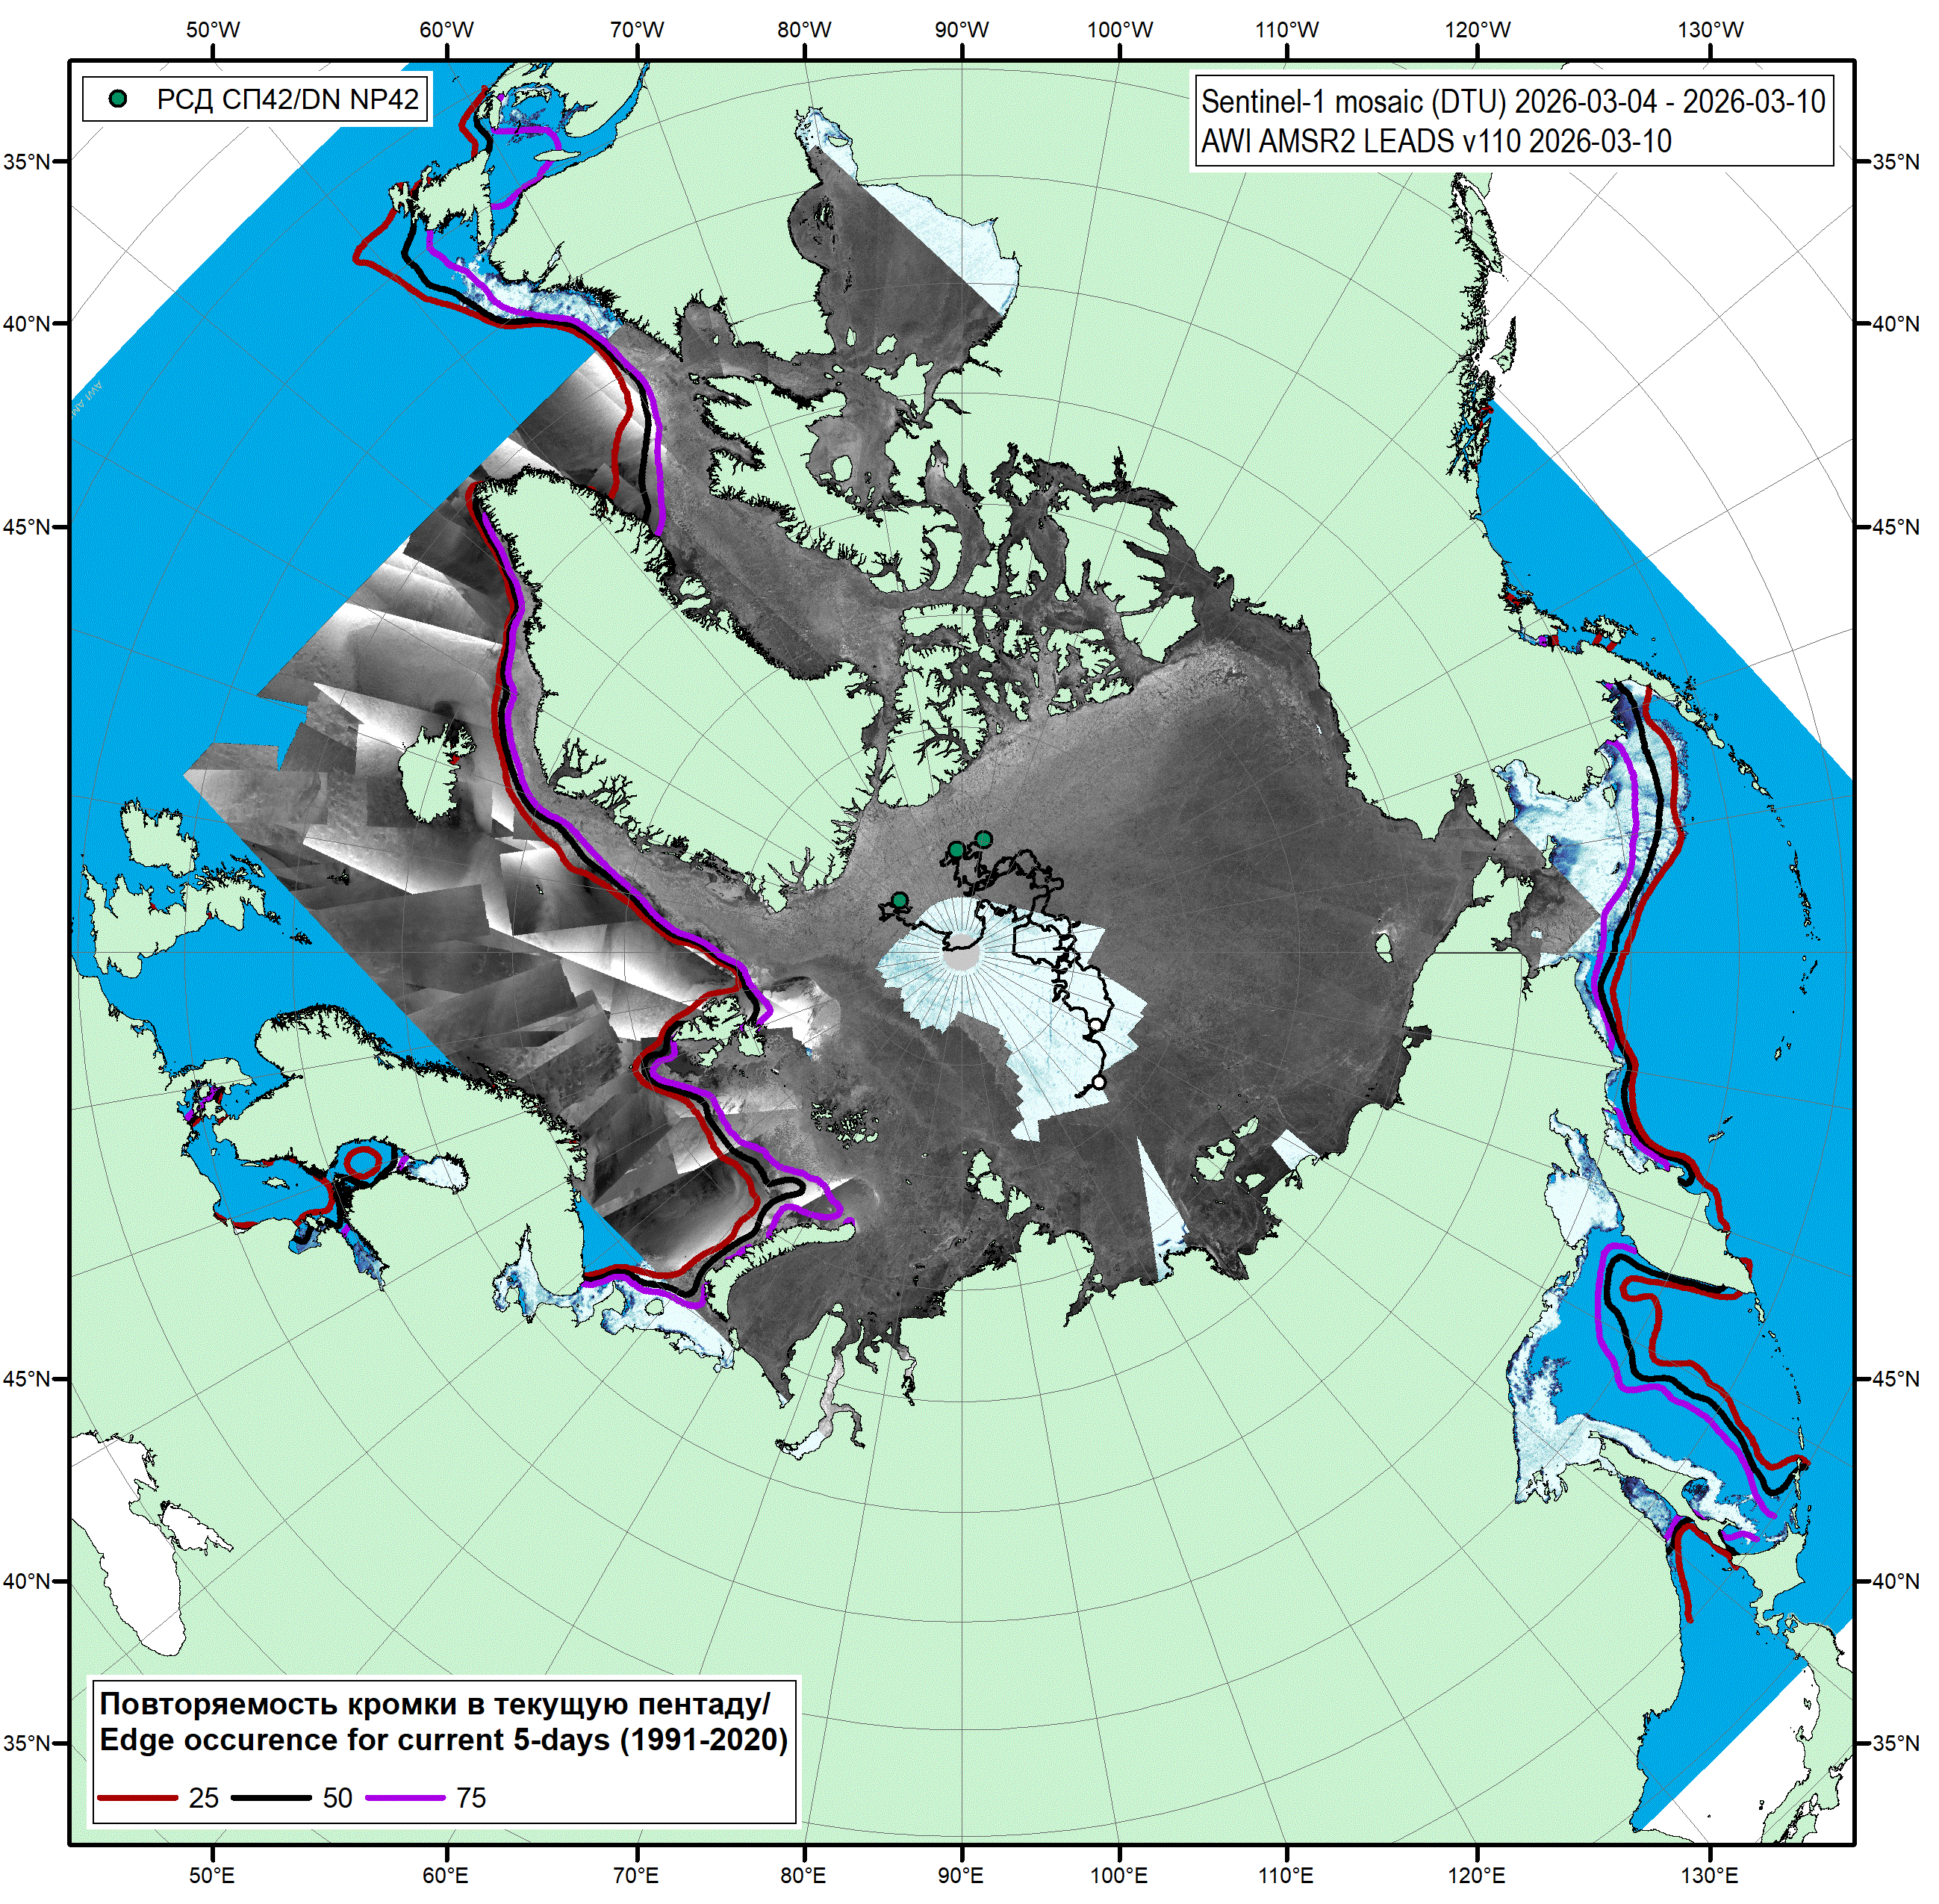 50°W 60°W 70°W 80°W 90°W 100°W 110°W 120°W 130°W
РСД СП42/DN NP42
Sentinel-1 mosaic (DTU) 2026-03-04 - 2026-03-10
AWI AMSR2 LEADS v110 2026-03-10
35°N 35°N
40°N 40°N
45°N 45°N
45°N 45°N
40°N 40°N
35°N 35°N
Повторяемость кромки в текущую пентаду/
Edge occurence for current 5-days (1991-2020)
25 50 75
50°E 60°E 70°E 80°E 90°E 100°E 110°E 120°E 130°E